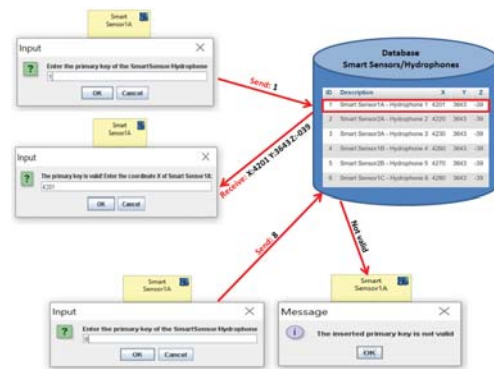 Smart
Sensor1A
Input
Enter the primary key of the SmartSensor/Hydrophone
1
OK Cancel
Send: 1
Database
Smart Sensors/Hydrophones
ID Description X Y Z
1 Smart Sensor1A - Hydrophone 1 4201 3643 -39
2 Smart Sensor2A - Hydrophone 2 4220 3643 -39
3 Smart Sensor3A - Hydrophone 3 4230 3643 -39
4 Smart Sensor1B - Hydrophone 4 4260 3643 -39
5 Smart Sensor2B - Hydrophone 5 4270 3643 -39
6 Smart Sensor1C - Hydrophone 6 4290 3643 -39
Smart
Sensor1A
Input
The primary key is valid! Enter the coordinate X of Smart Sensor1A:
4201
OK Cancel
Receive: X:4201 Y:3643 Z:-039
Send: 8
Not valid
Smart
Sensor1A
Input
Enter the primary key of the SmartSensor/Hydrophone
8
OK Cancel
Smart
Sensor1A
Message
The inserted primary key is not valid
OK